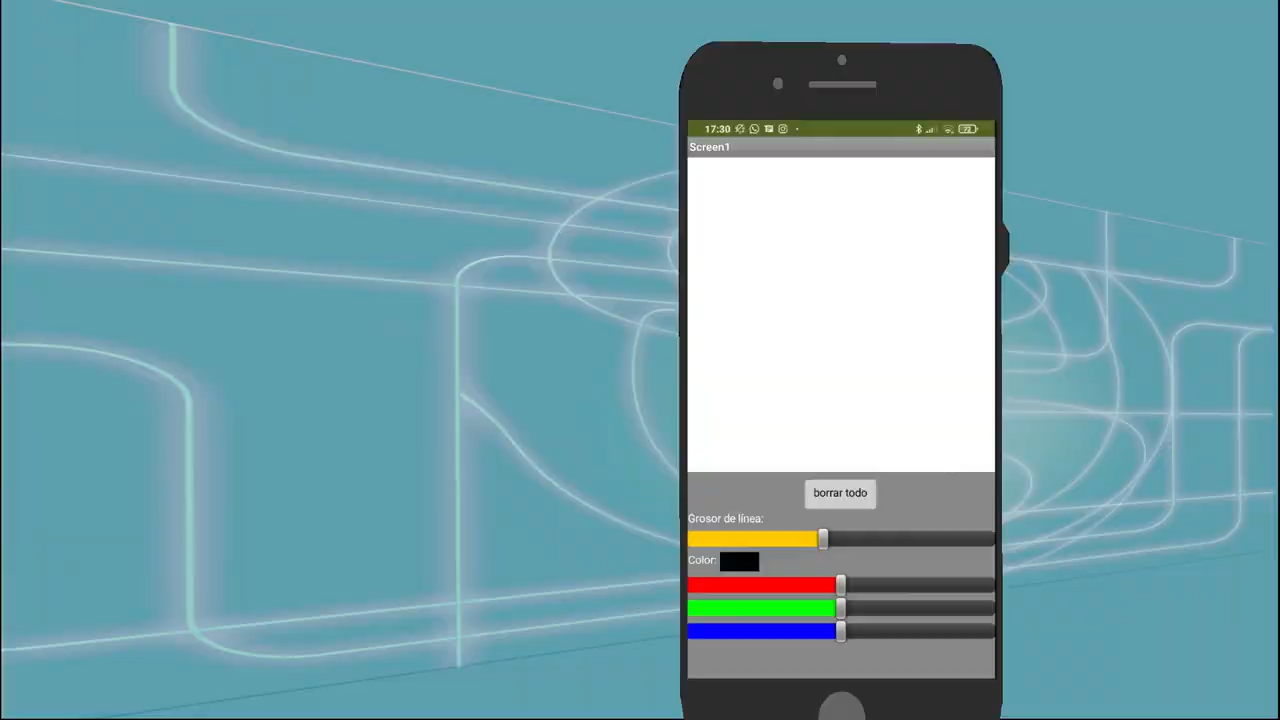 17:30
Screen1
borrar todo
Grosor de línea:
Color: